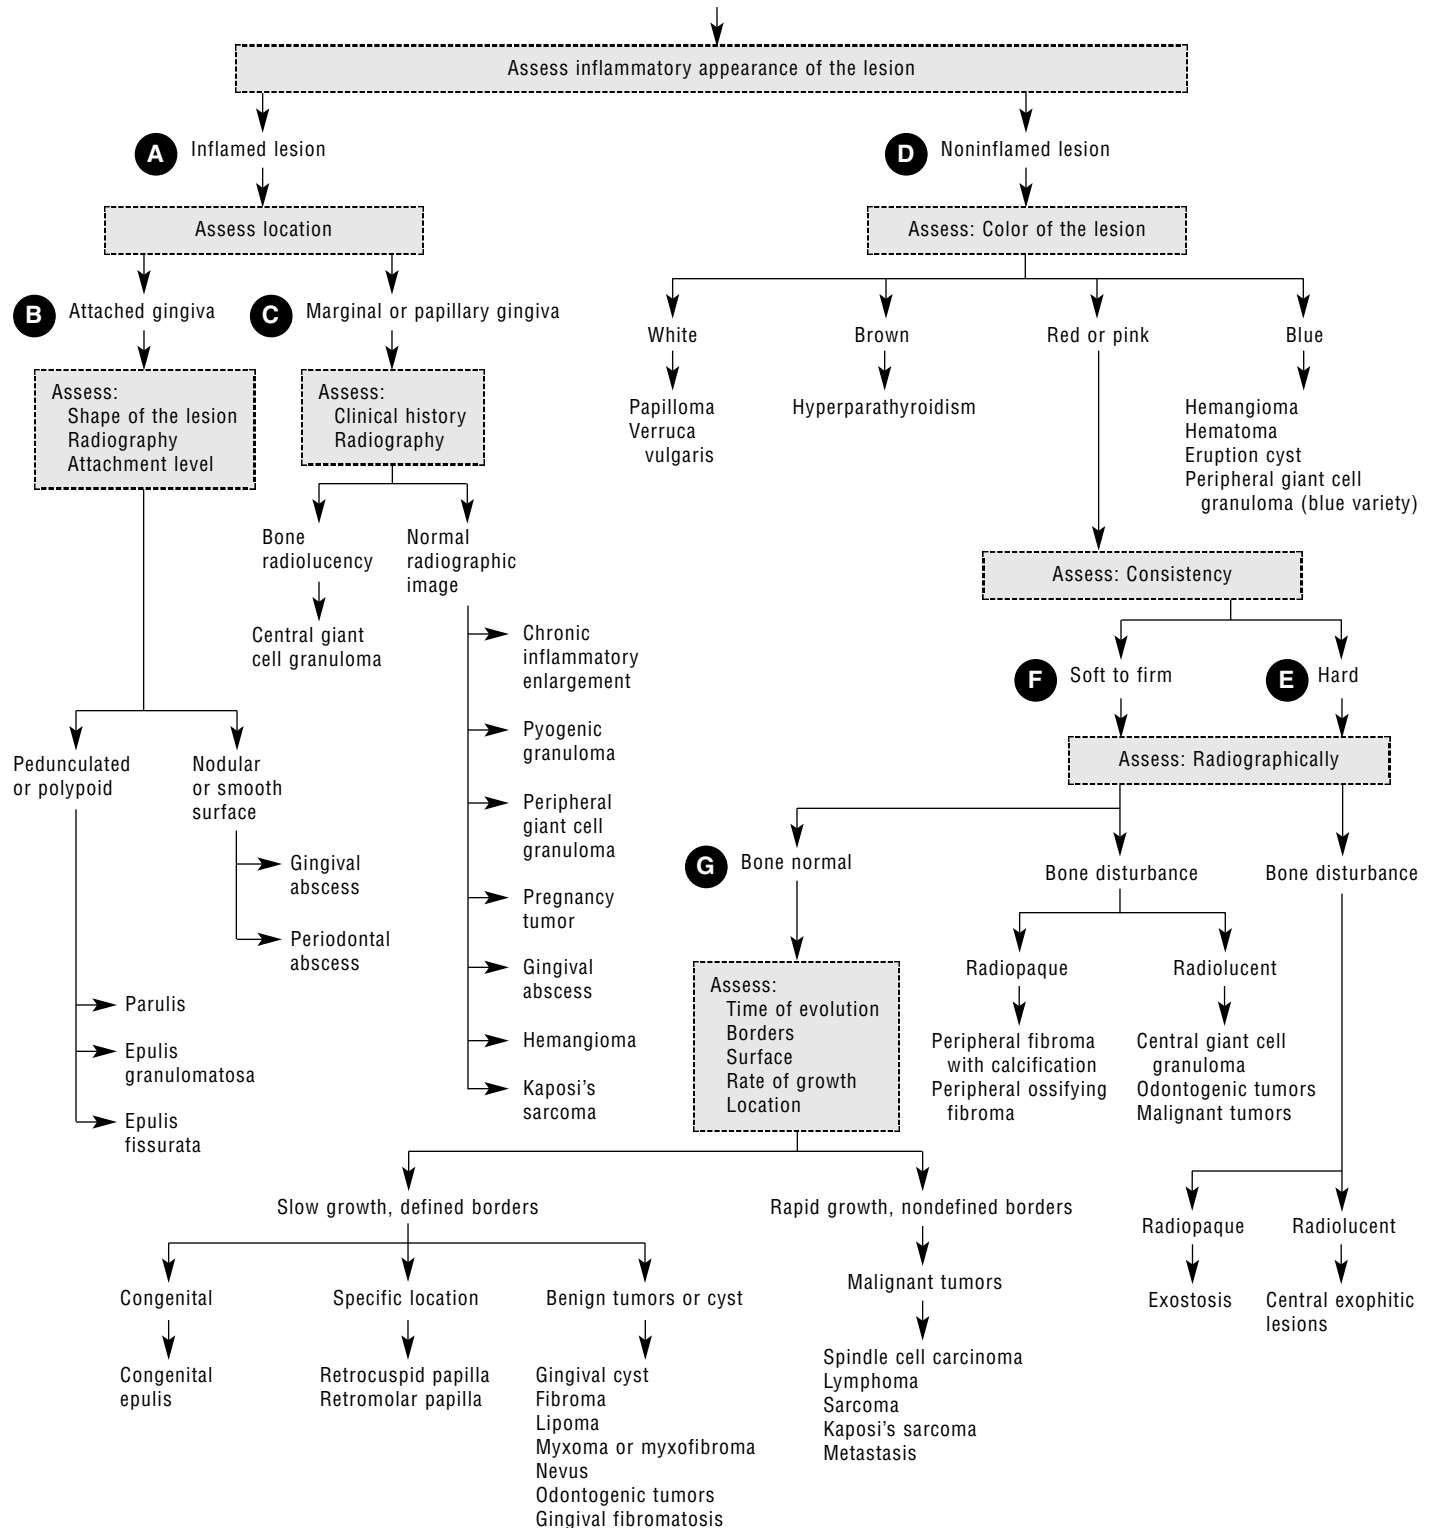 Assess inflammatory appearance of the lesion
A Inflamed lesion
D Noninflamed lesion
Assess location
Assess: Color of the lesion
B Attached gingiva
C Marginal or papillary gingiva
White
Brown
Red or pink
Blue
Assess:
Shape of the lesion
Radiography
Attachment level
Assess:
Clinical history
Radiography
Papilloma
Verruca
vulgaris
Hyperparathyroidism
Hemangioma
Hematoma
Eruption cyst
Peripheral giant cell
granuloma (blue variety)
Bone
radiolucency
Normal
radiographic
image
Central giant
cell granuloma
Chronic
inflammatory
enlargement
Pyogenic
granuloma
Peripheral
giant cell
granuloma
Pregnancy
tumor
Gingival
abscess
Hemangioma
Kaposi's
sarcoma
Assess: Consistency
F Soft to firm
E Hard
Assess: Radiographically
Pedunculated
or polypoid
Nodular
or smooth
surface
Gingival
abscess
Periodontal
abscess
Parulis
Epulis
granulomatosa
Epulis
fissurata
G Bone normal
Bone disturbance
Bone disturbance
Assess:
Time of evolution
Borders
Surface
Rate of growth
Location
Radiopaque
Radiolucent
Peripheral fibroma
with calcification
Peripheral ossifying
fibroma
Central giant cell
granuloma
Odontogenic tumors
Malignant tumors
Slow growth, defined borders
Rapid growth, nondefined borders
Radiopaque
Radiolucent
Exostosis
Central exophitic
lesions
Congenital
Specific location
Benign tumors or cyst
Malignant tumors
Congenital
epulis
Retrocuspid papilla
Retromolar papilla
Gingival cyst
Fibroma
Lipoma
Myxoma or myxofibroma
Nevus
Odontogenic tumors
Gingival fibromatosis
Spindle cell carcinoma
Lymphoma
Sarcoma
Kaposi's sarcoma
Metastasis